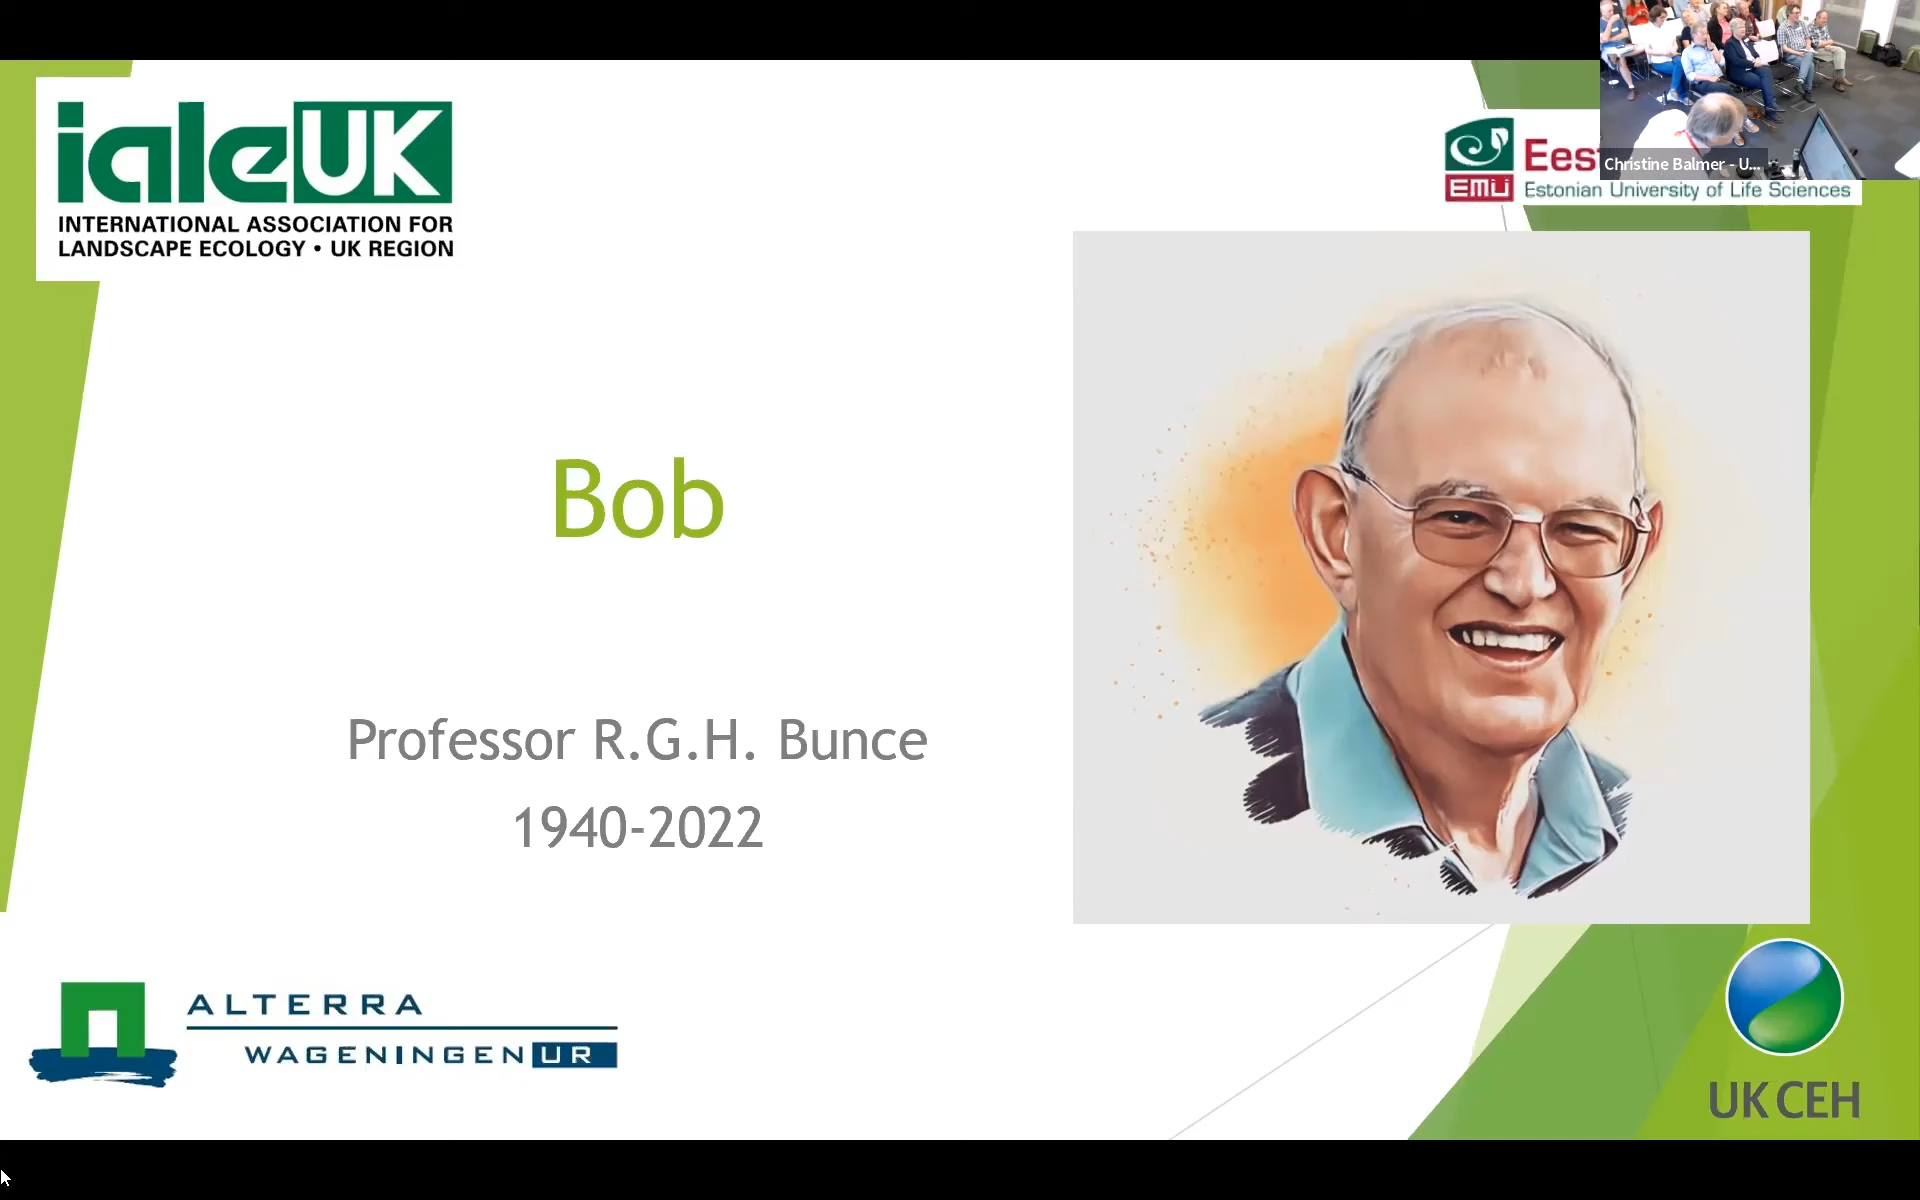 ialeUK
INTERNATIONAL ASSOCIATION FOR
LANDSCAPE ECOLOGY • UK REGION
Christine Balmer - U...
Ees
EMÜ
Estonian University of Life Sciences
Bob
Professor R.G.H. Bunce
1940-2022
ALTERRA
WAGENINGEN UR
UK CEH